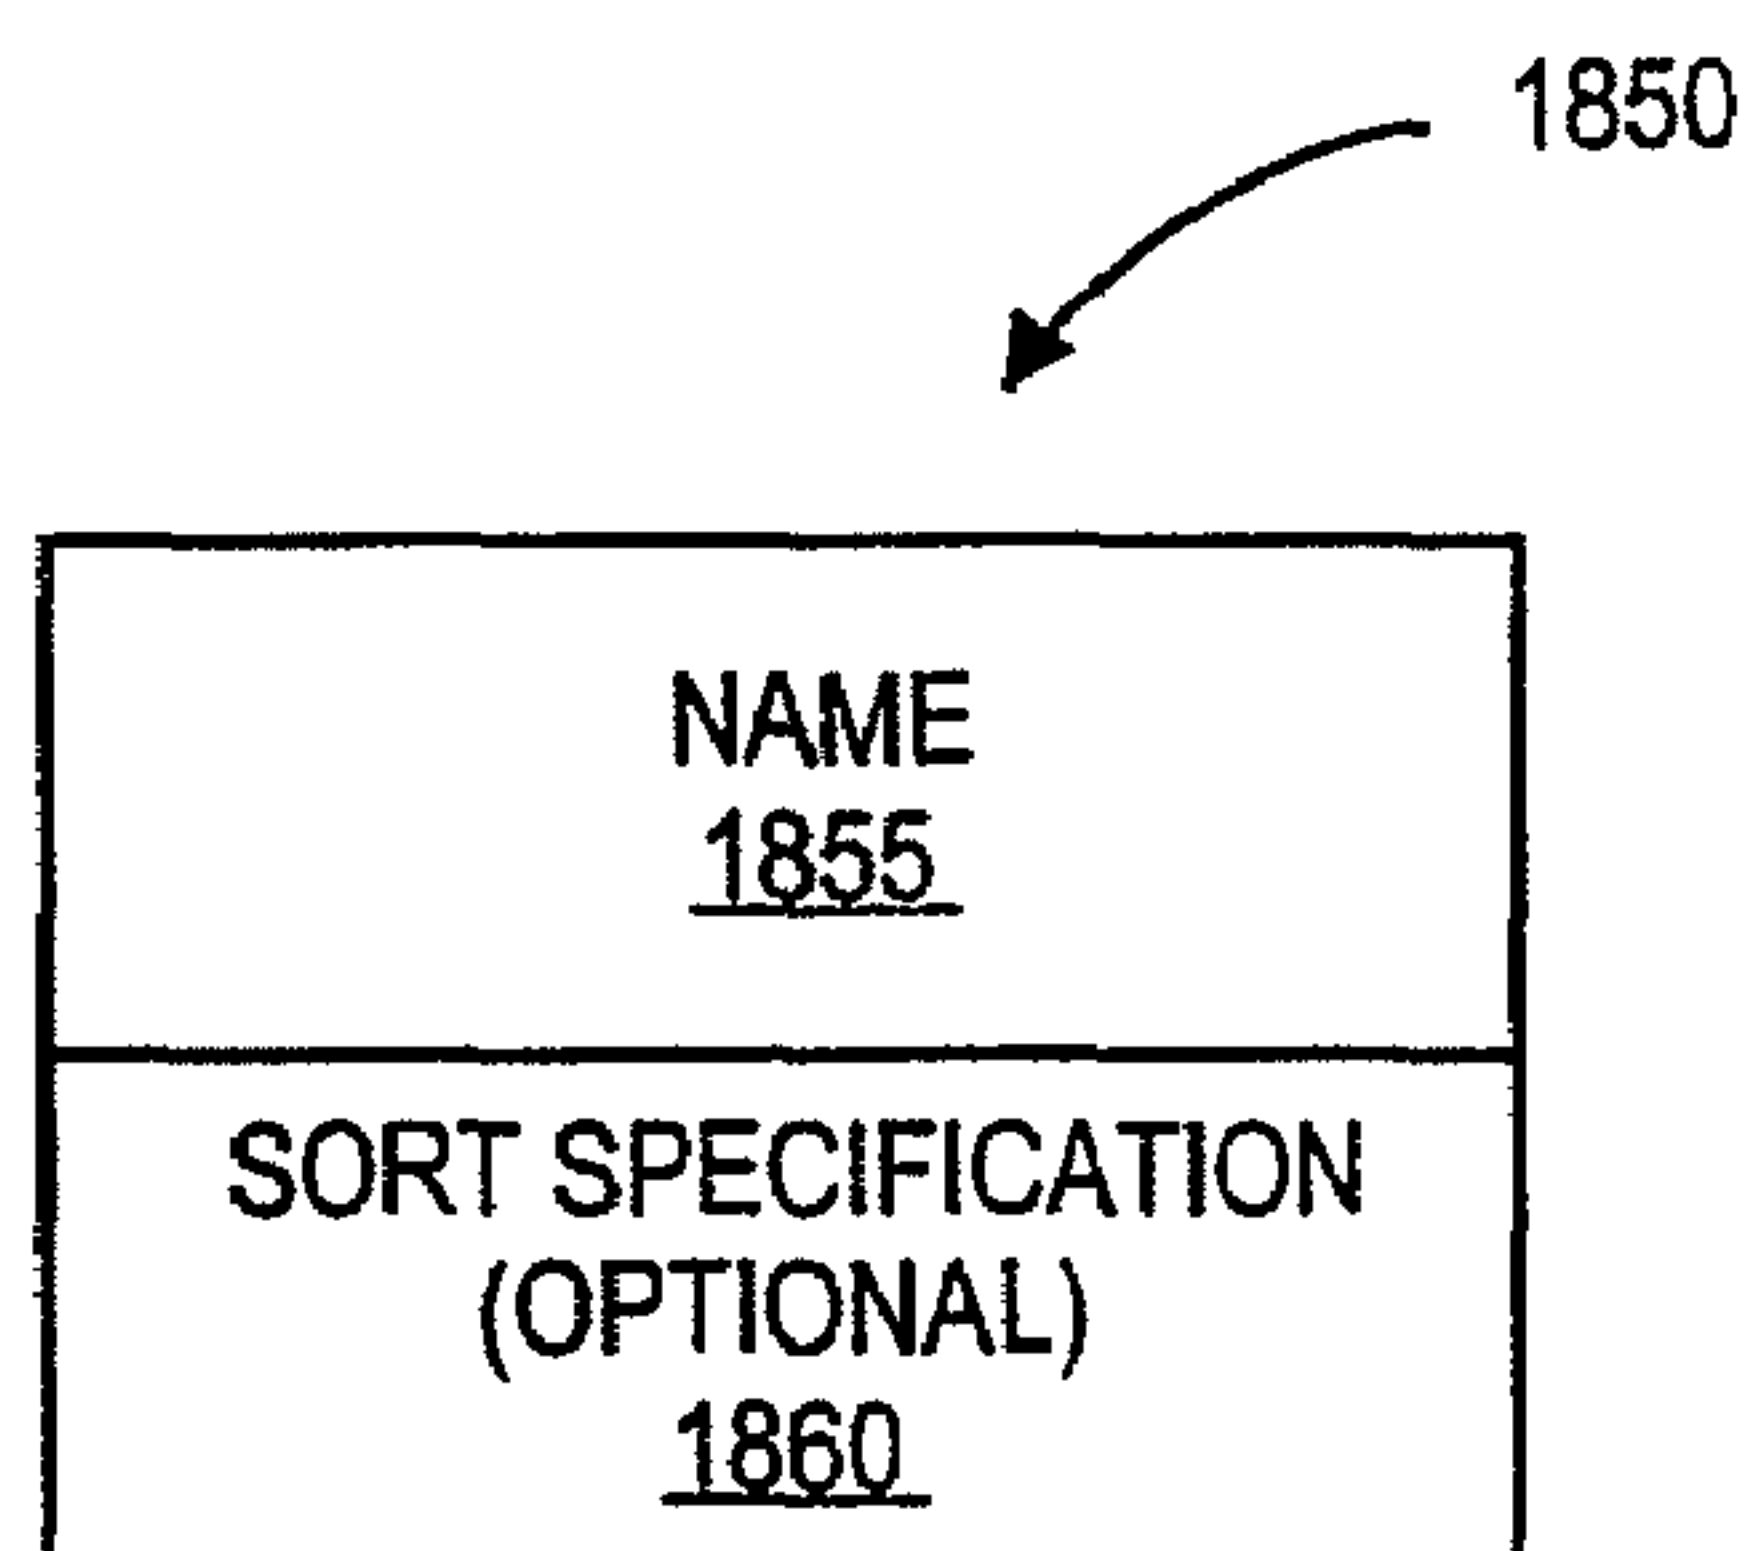 1850
NAME
1855
SORT SPECIFICATION
(OPTIONAL)
1860